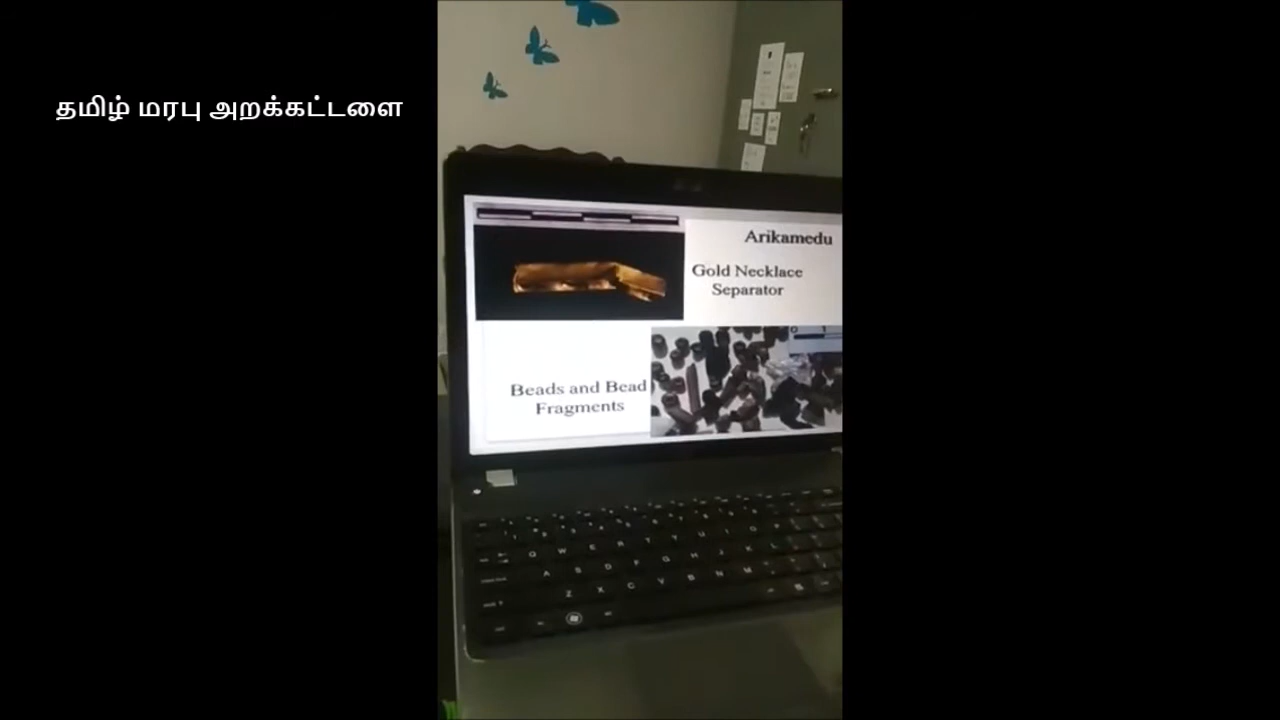 தமிழ் மரபு அறக்கட்டளை
Arikamedu
Gold Necklace
Separator
Beads and Bead
Fragments
Q W E R T Y U I O P
A S D F G H J K L
Z X C V B N M